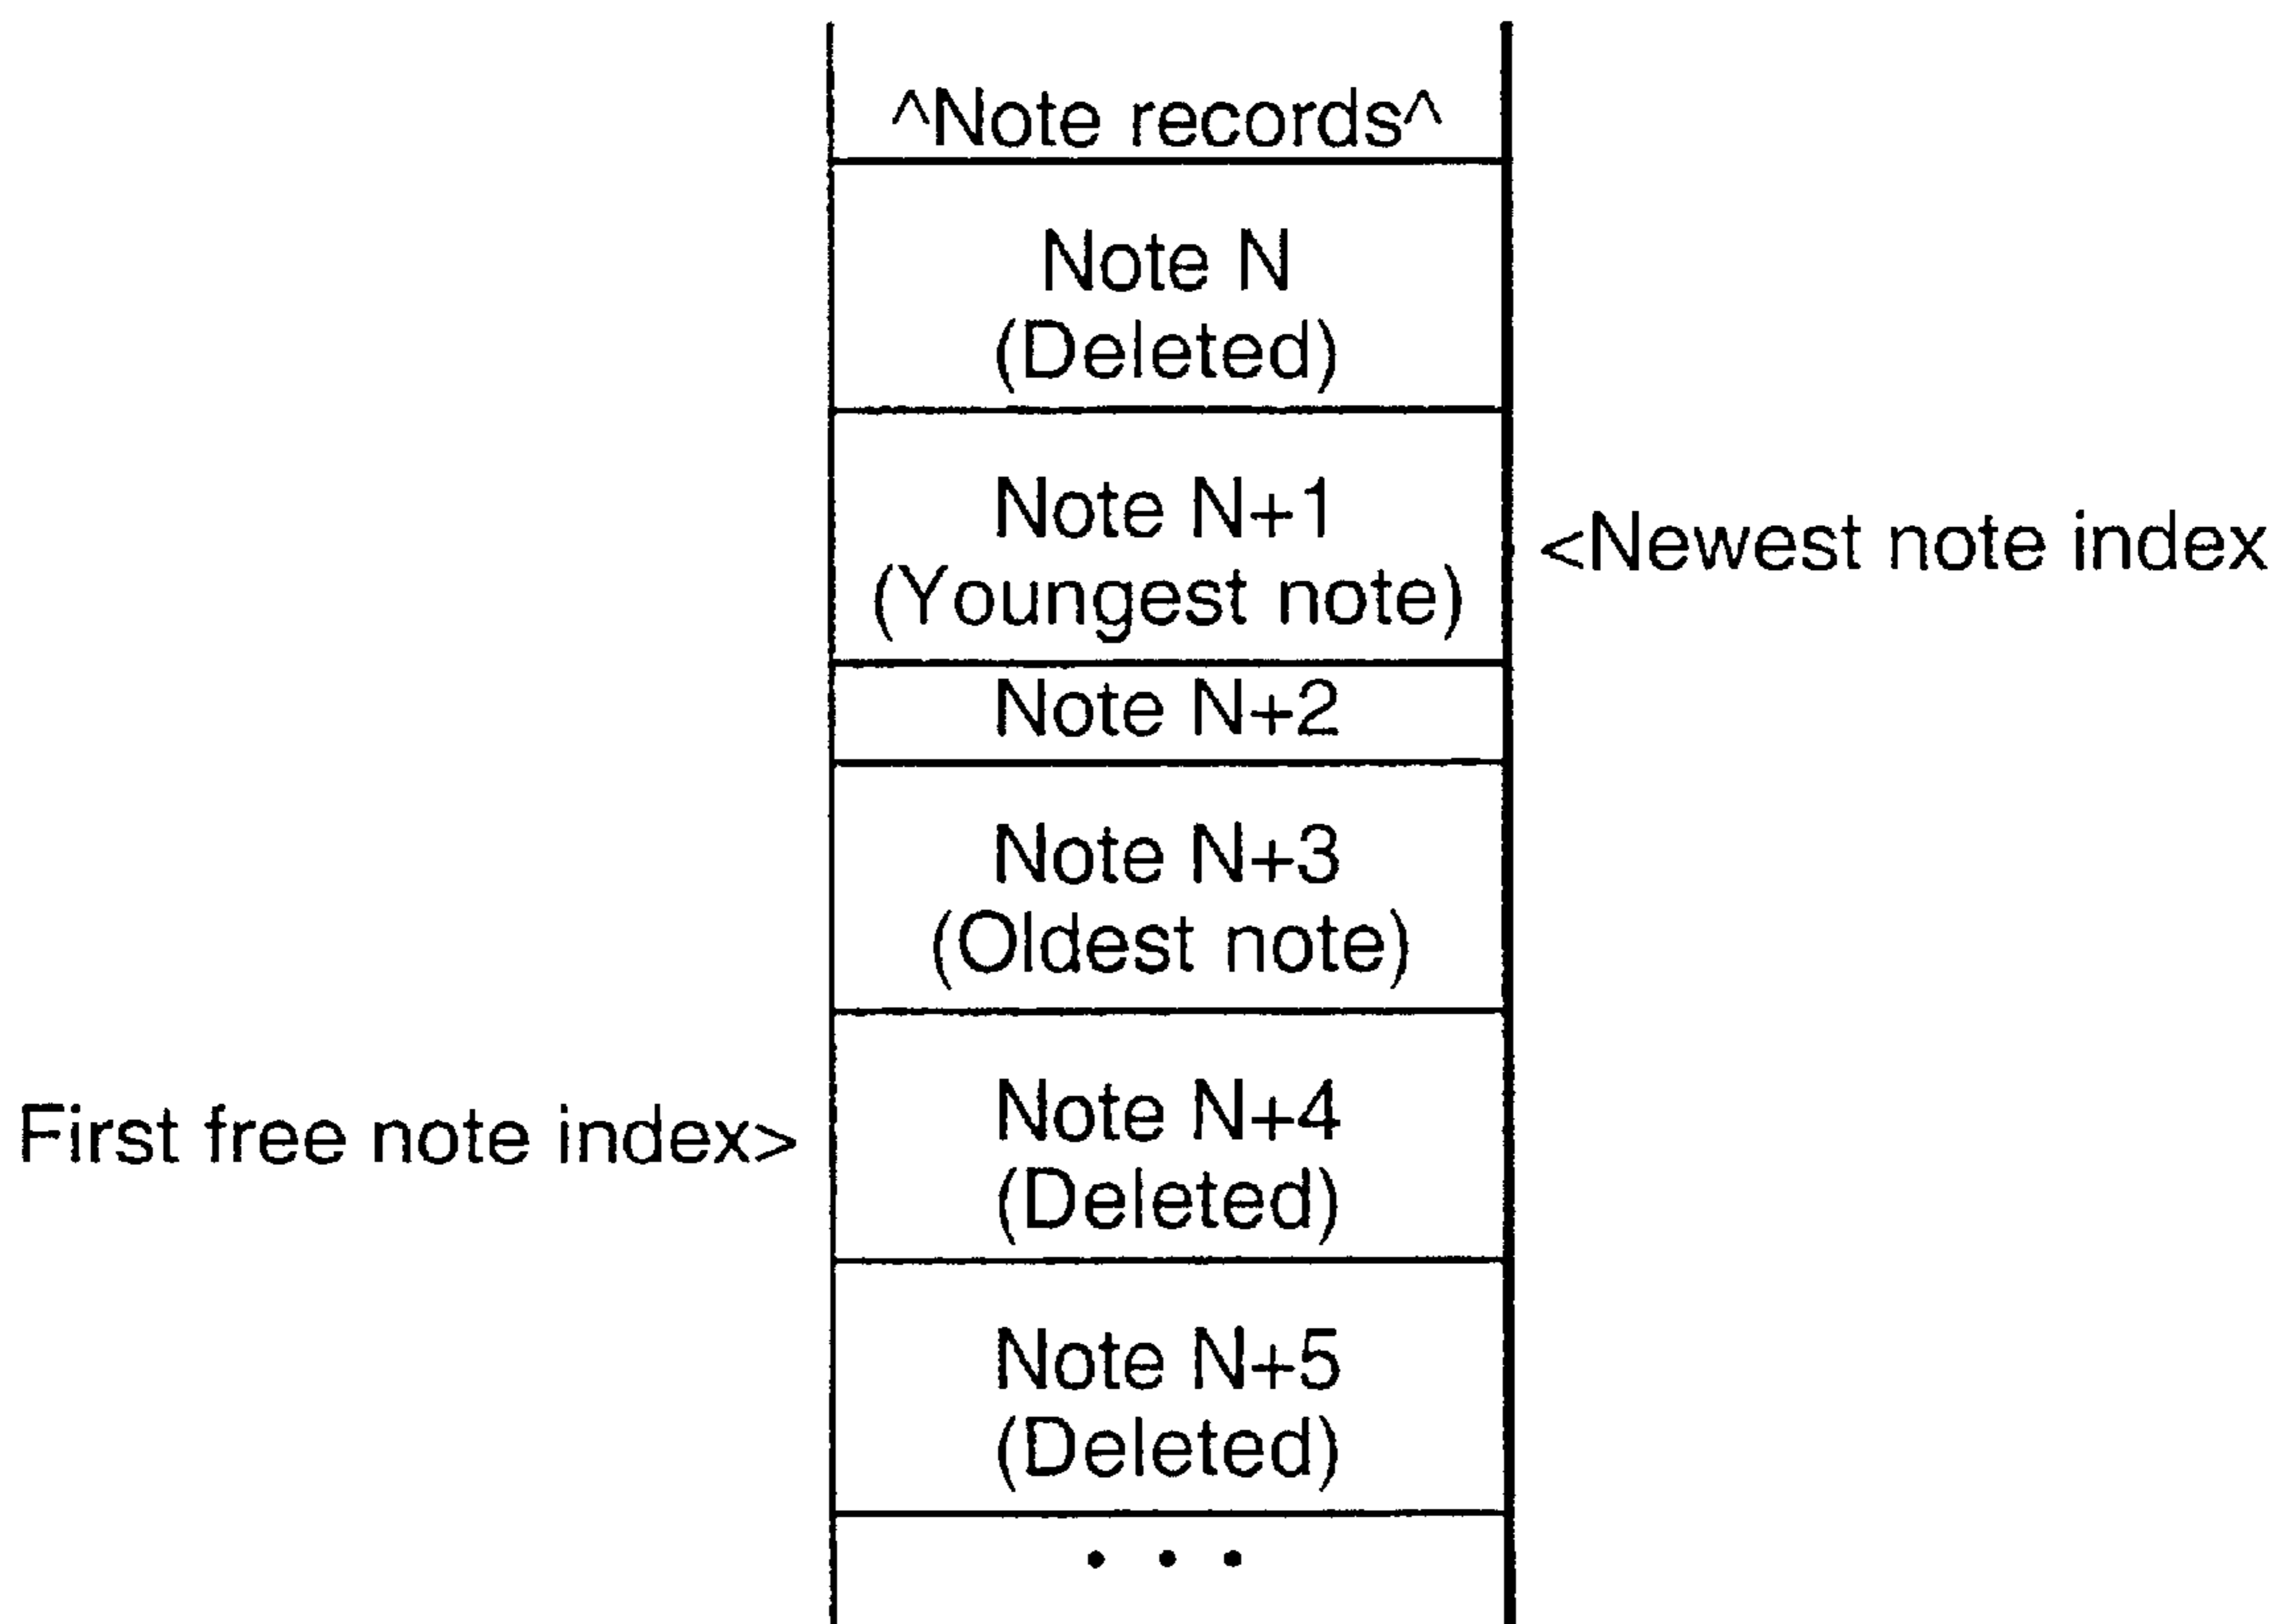 ^Note records^
Note N
(Deleted)
Note N+1
(Youngest note)
<Newest note index
Note N+2
Note N+3
(Oldest note)
First free note index>
Note N+4
(Deleted)
Note N+5
(Deleted)
. . .